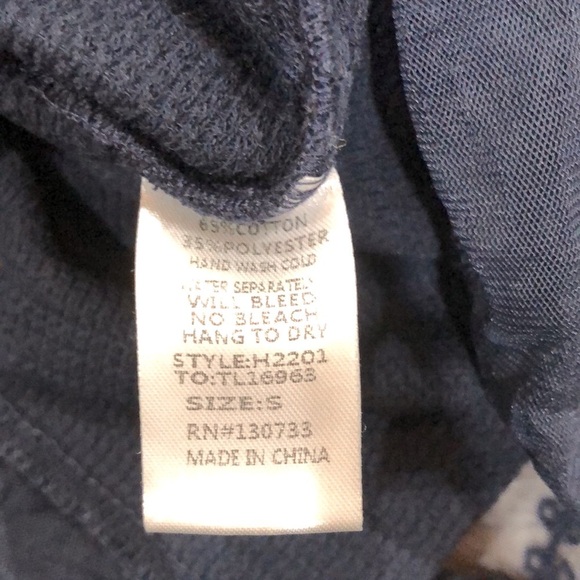 65%COTTON
35%POLYESTER
HAND WASH COLD
WATER SEPARATELY
WILL BLEED
NO BLEACH
HANG TO DRY
STYLE:H2201
TO:TL16963
SIZE:S
RN#130733
MADE IN CHINA